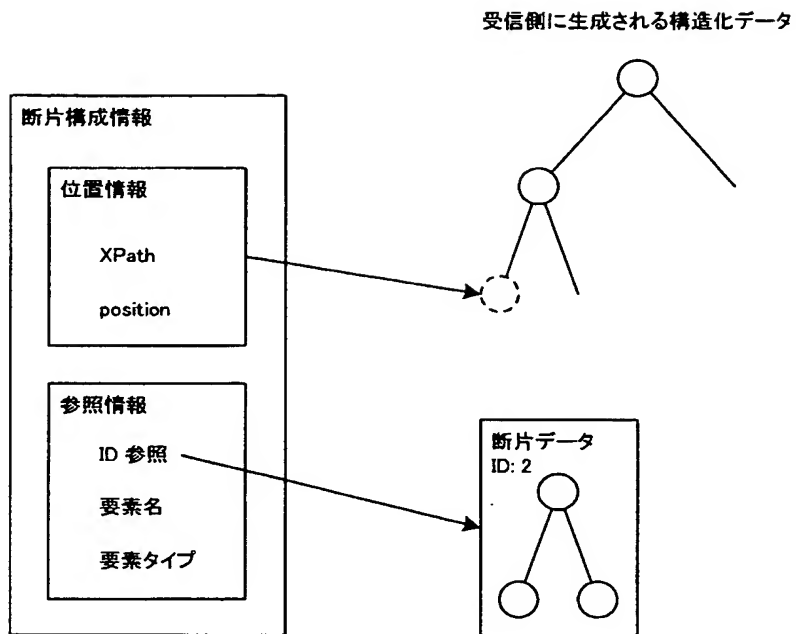 受信側に生成される構造化データ
断片構成情報
位置情報
XPath
position
参照情報
ID 参照
要素名
要素タイプ
断片データ
ID: 2